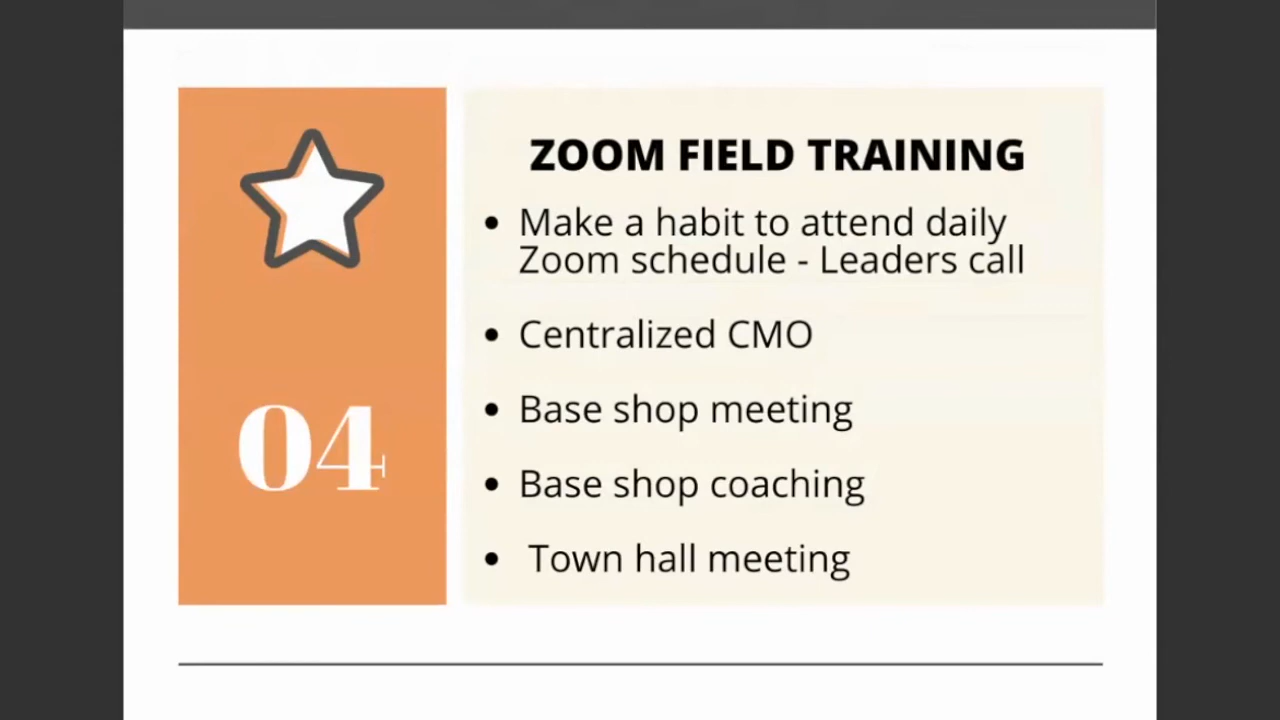 04
ZOOM FIELD TRAINING
• Make a habit to attend daily
Zoom schedule - Leaders call
• Centralized CMO
• Base shop meeting
• Base shop coaching
• Town hall meeting